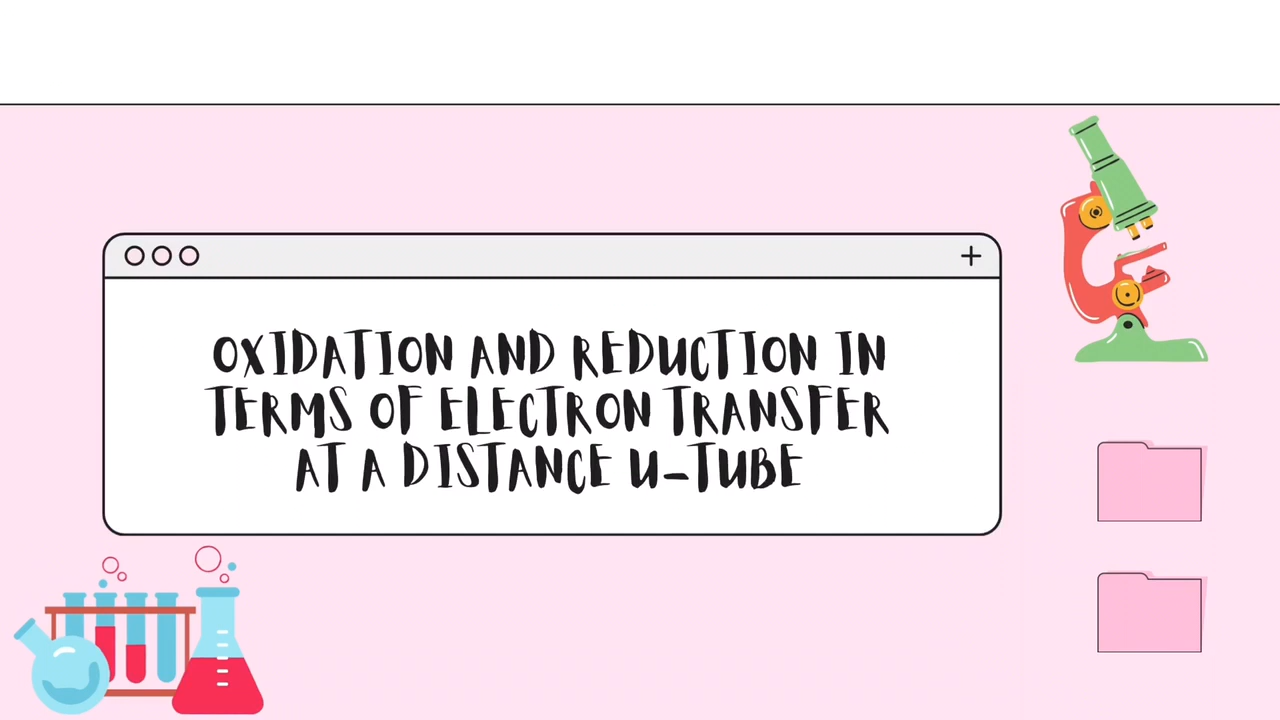 OXIDATION AND REDUCTION IN
TERMS OF ELECTRON TRANSFER
AT A DISTANCE U-TUBE